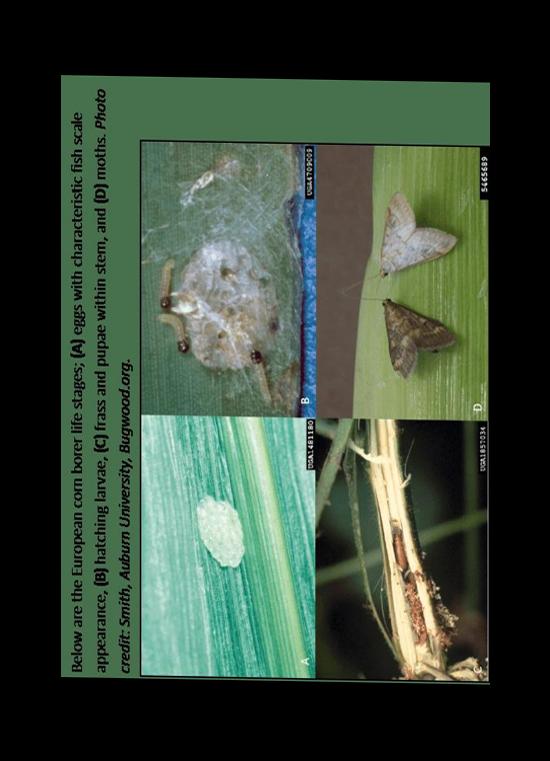 Below are the European corn borer life stages; (A) eggs with characteristic fish scale
appearance, (B) hatching larvae, (C) frass and pupae within stem, and (D) moths. Photo
credit: Smith, Auburn University, Bugwood.org.
A
UGA1481180
B
UGA4709009
C
UGA1857034
D
5465689